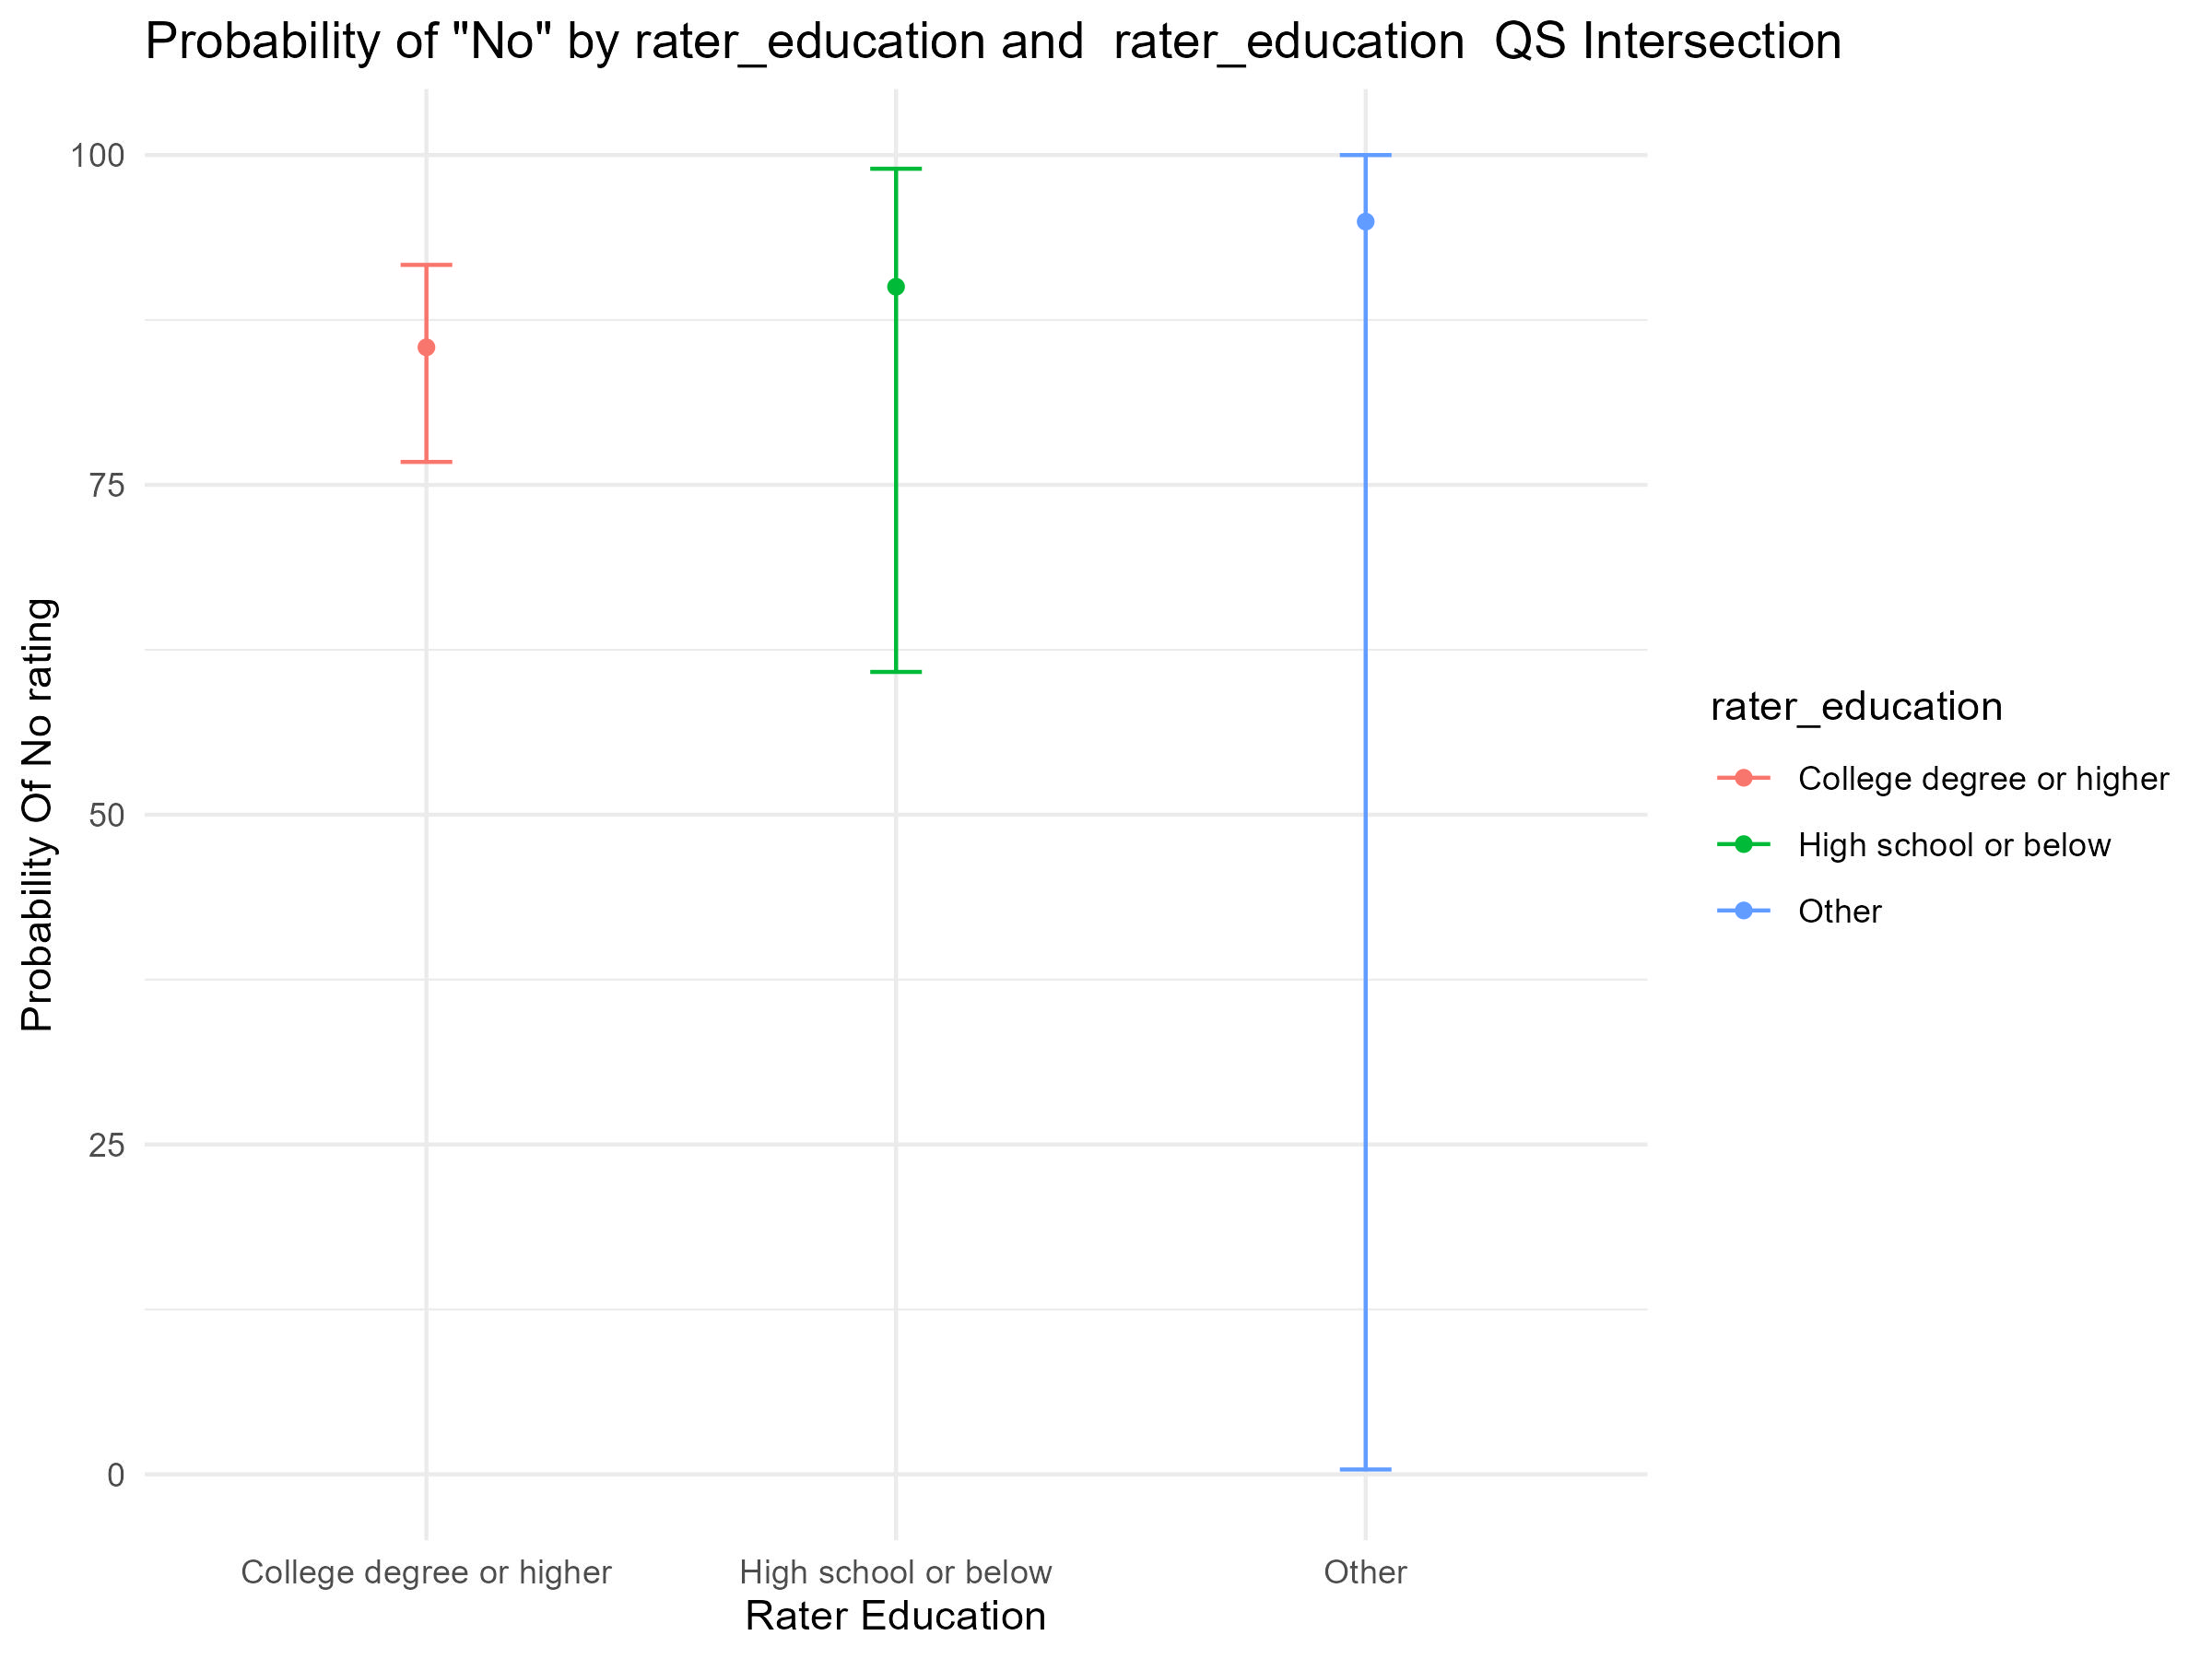 Probability of "No" by rater_education and  rater_education  QS Intersection
100
75
50
25
0
Probability Of No rating
College degree or higher
High school or below
Other
Rater Education
rater_education
College degree or higher
High school or below
Other